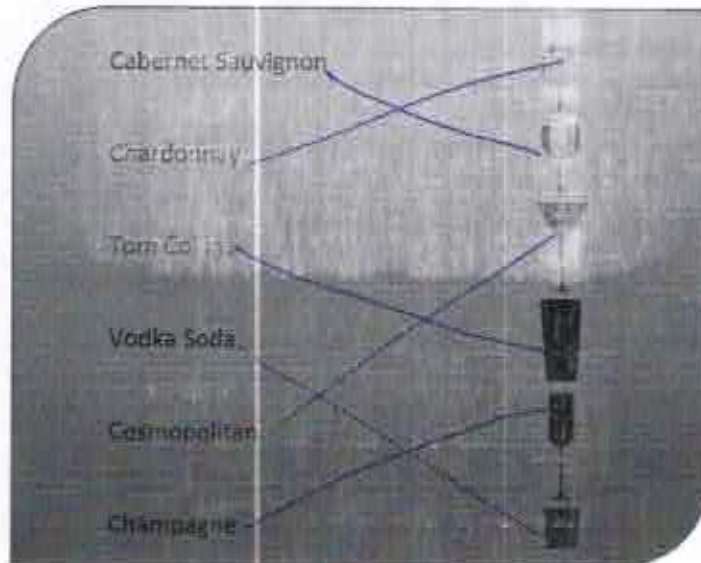 Cabernet Sauvignon
Chardonnay
Tom Collins
Vodka Soda
Cosmopolitan
Champagne